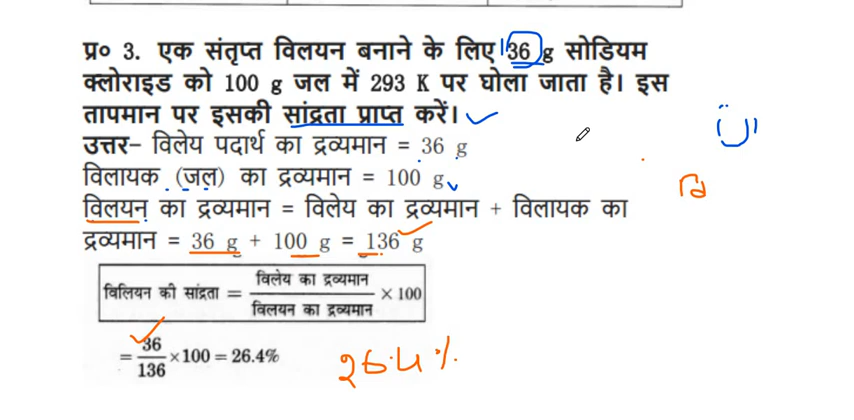 प्र० 3. एक संतृप्त विलयन बनाने के लिए 36 g सोडियम
क्लोराइड को 100 g जल में 293 K पर घोला जाता है। इस
तापमान पर इसकी सांद्रता प्राप्त करें।
उत्तर– विलेय पदार्थ का द्रव्यमान = 36 g
विलायक (जल) का द्रव्यमान = 100 g
विलयन का द्रव्यमान = विलेय का द्रव्यमान + विलायक का
द्रव्यमान = 36 g + 100 g = 136 g
विलियन की सांद्रता = विलेय का द्रव्यमान / विलयन का द्रव्यमान × 100
= 36/136 × 100 = 26.4%
26.4%
वि